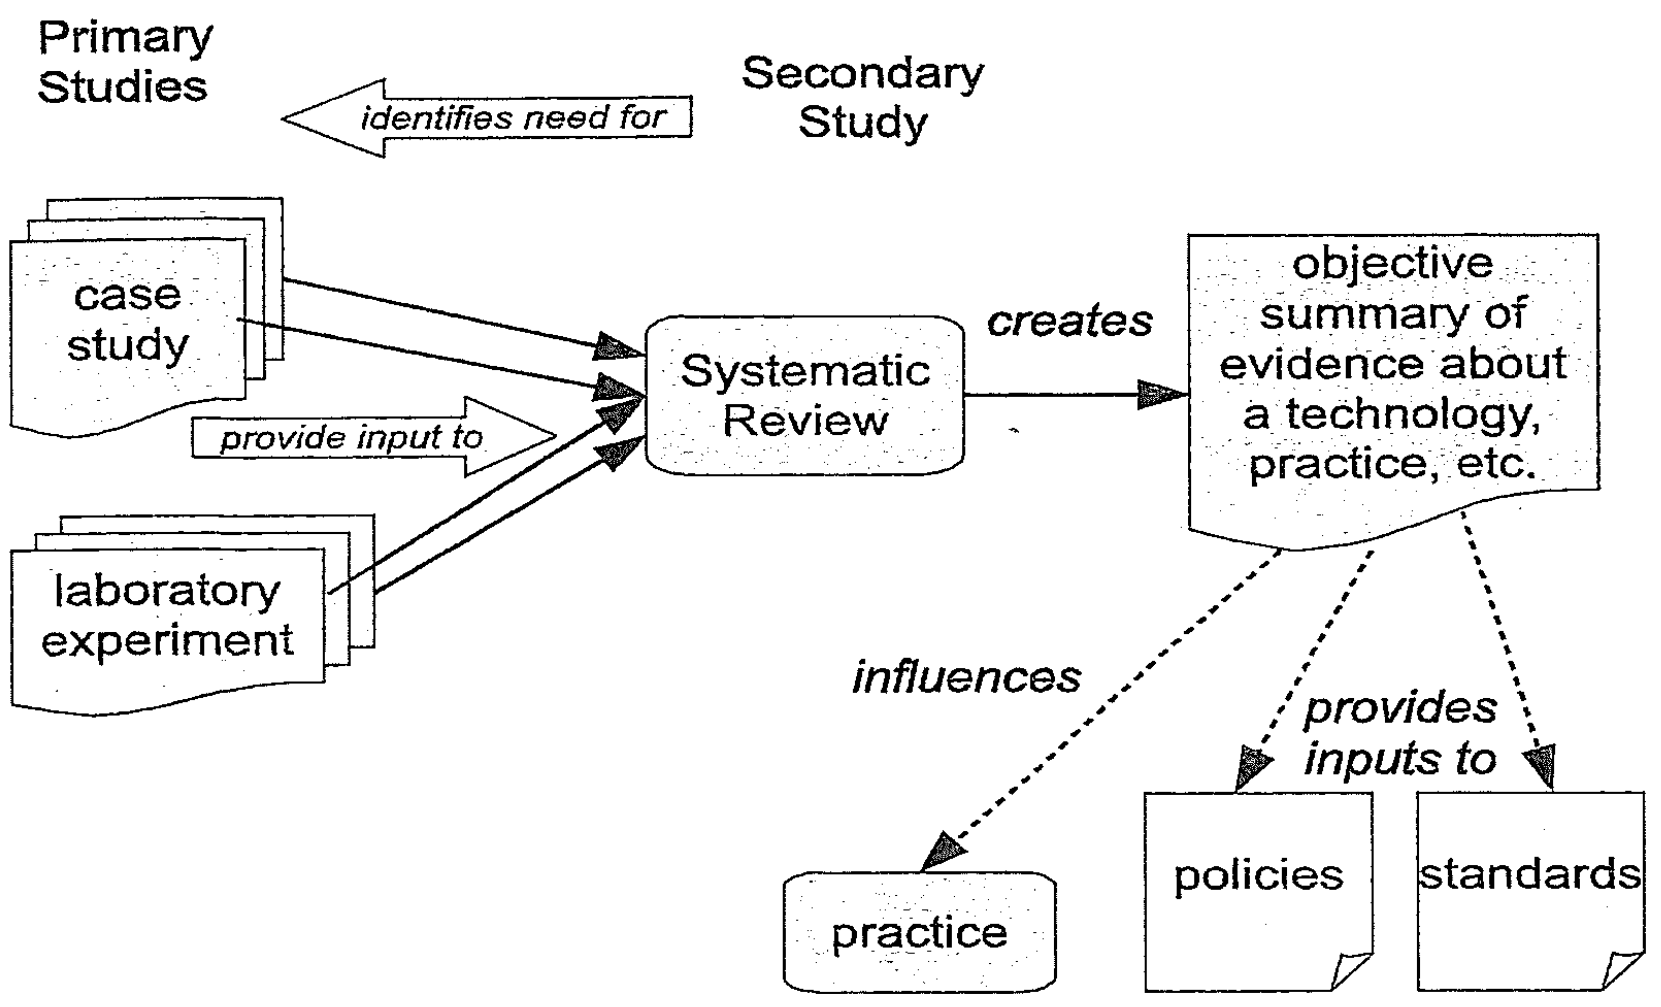 Primary
Studies
identifies need for
Secondary
Study
case
study
provide input to
laboratory
experiment
Systematic
Review
creates
objective
summary of
evidence about
a technology,
practice, etc.
influences
provides
inputs to
practice
policies
standards